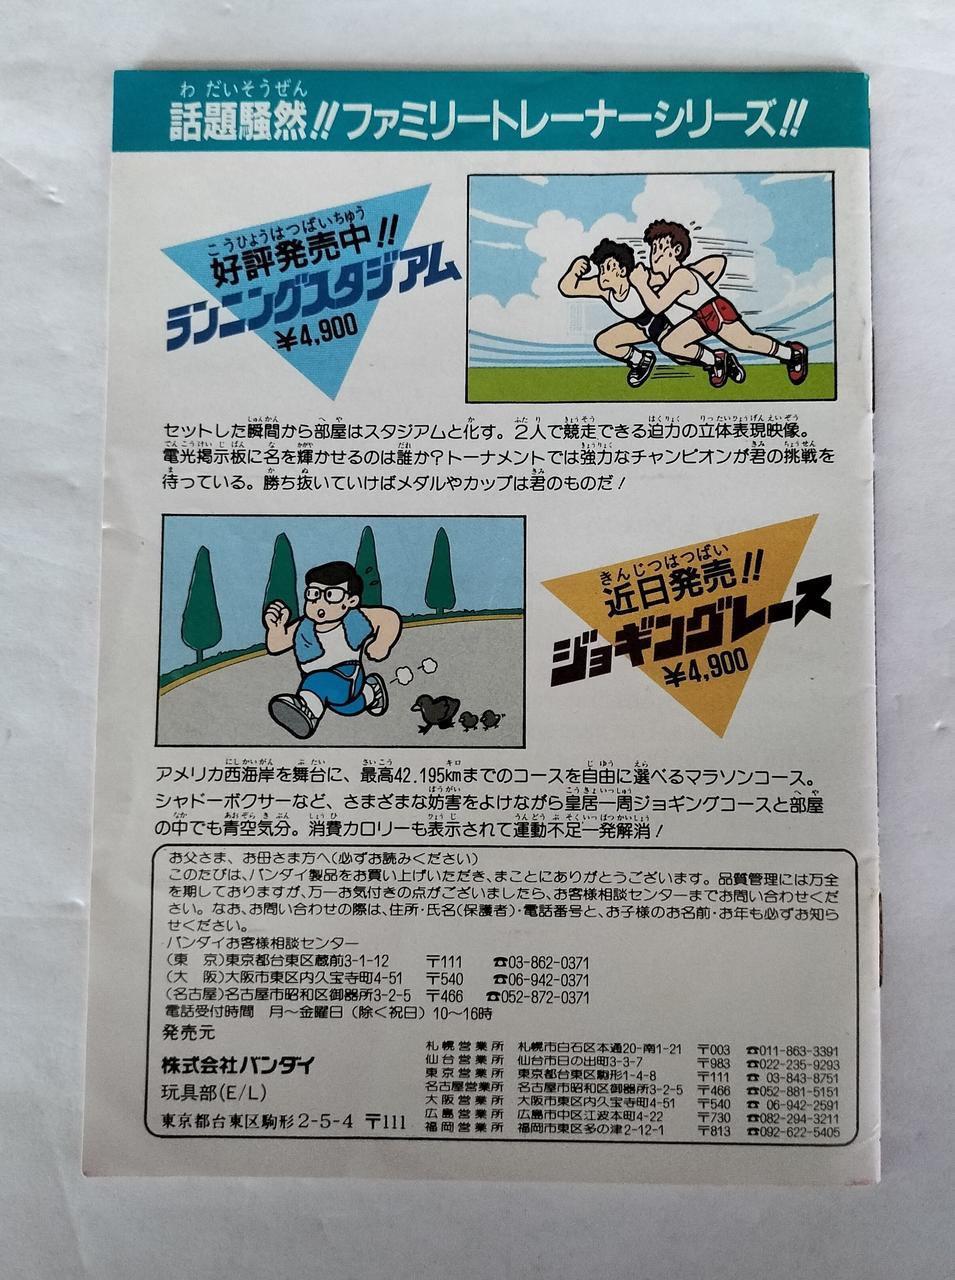 わだいそうぜん
話題騒然!!ファミリートレーナーシリーズ!!
こうひょうはつばいちゅう
好評発売中!!
ランニングスタジアム
¥4,900
セットした瞬間から部屋はスタジアムと化す。2人で競走できる迫力の立体表現映像。
電光掲示板に名を輝かせるのは誰か?トーナメントでは強力なチャンピオンが君の挑戦を
待っている。勝ち抜いていけばメダルやカップは君のものだ!
きんじつはつばい
近日発売!!
ジョギングレース
¥4,900
アメリカ西海岸を舞台に、最高42.195kmまでのコースを自由に選べるマラソンコース。
シャドーボクサーなど、さまざまな妨害をよけながら皇居一周ジョギングコースと部屋
の中でも青空気分。消費カロリーも表示されて運動不足一発解消!
お父さま、お母さま方へ(必ずお読みください)
このたびは、バンダイ製品をお買い上げいただき、まことにありがとうございます。品質管理には万全
を期しておりますが、万一お気付きの点がございましたら、お客様相談センターまでお問い合わせくだ
さい。なお、お問い合わせの際は、住所・氏名(保護者)・電話番号と、お子様のお名前・お年も必ずお知ら
せください。
バンダイお客様相談センター
(東 京)東京都台東区蔵前3-1-12 〒111 ☎03-862-0371
(大 阪)大阪市東区内久宝寺町4-51 〒540 ☎06-942-0371
(名古屋)名古屋市昭和区御器所3-2-5 〒466 ☎052-872-0371
電話受付時間 月〜金曜日(除く祝日)10〜16時
発売元
株式会社バンダイ
玩具部(E/L)
東京都台東区駒形2-5-4 〒111
札幌営業所 札幌市白石区本通20-南1-21 〒003 ☎011-863-3391
仙台営業所 仙台市日の出町3-3-7 〒983 ☎022-235-9293
東京営業所 東京都台東区駒形1-4-8 〒111 ☎03-843-8751
名古屋営業所 名古屋市昭和区御器所3-2-5 〒466 ☎052-881-5151
大阪営業所 大阪市東区内久宝寺町4-51 〒540 ☎06-942-2591
広島営業所 広島市中区江波本町4-22 〒730 ☎082-294-3211
福岡営業所 福岡市東区多の津2-12-1 〒813 ☎092-622-5405